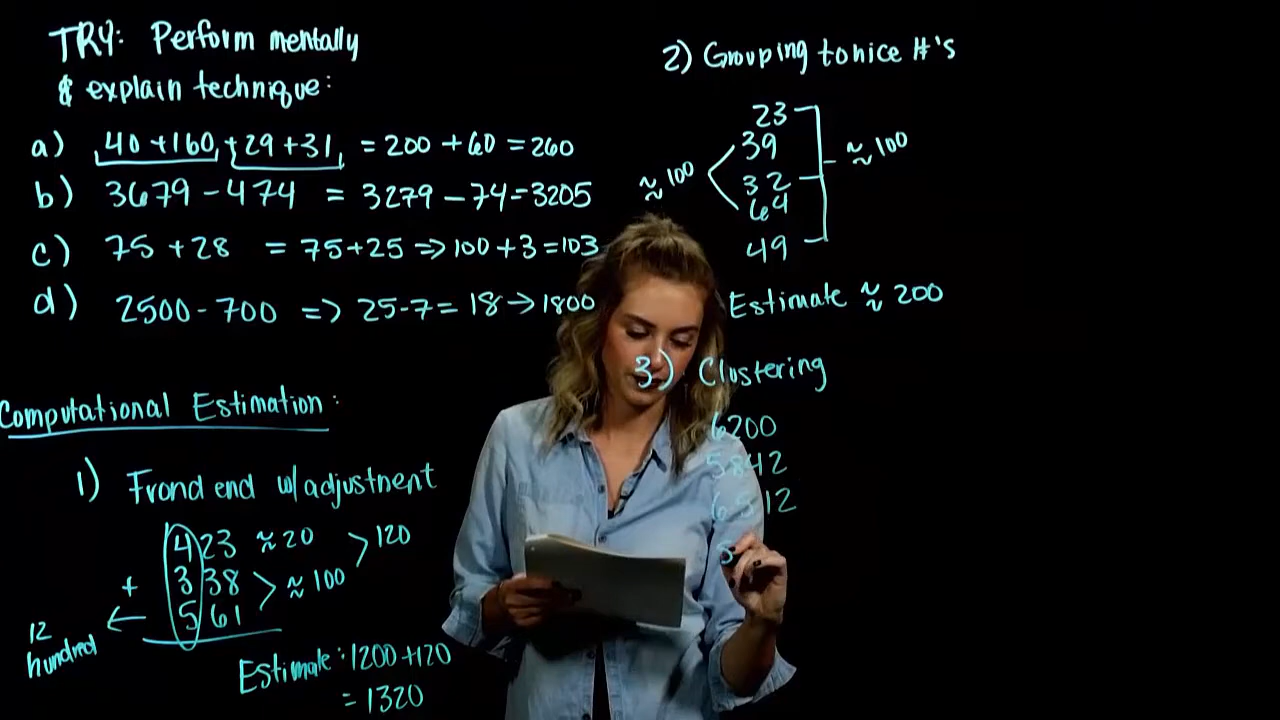 TRY: Perform mentally
& explain technique:
a) 40 + 160 + 29 + 31 = 200 + 60 = 260
b) 3679 - 474 = 3279 - 74 = 3205
c) 75 + 28 = 75 + 25 => 100 + 3 = 103
d) 2500 - 700 => 25 - 7 = 18 → 1800
Computational Estimation:
1) Frond end w/ adjustment
423 ≈ 20 > 120
+ 338 > ≈ 100
561
12
hundred
Estimate: 1200 + 120
= 1320
2) Grouping to nice #'s
23
39
≈ 100 < 32 ≈ 100
64
49
Estimate ≈ 200
3) Clustering
6200
5842
6512